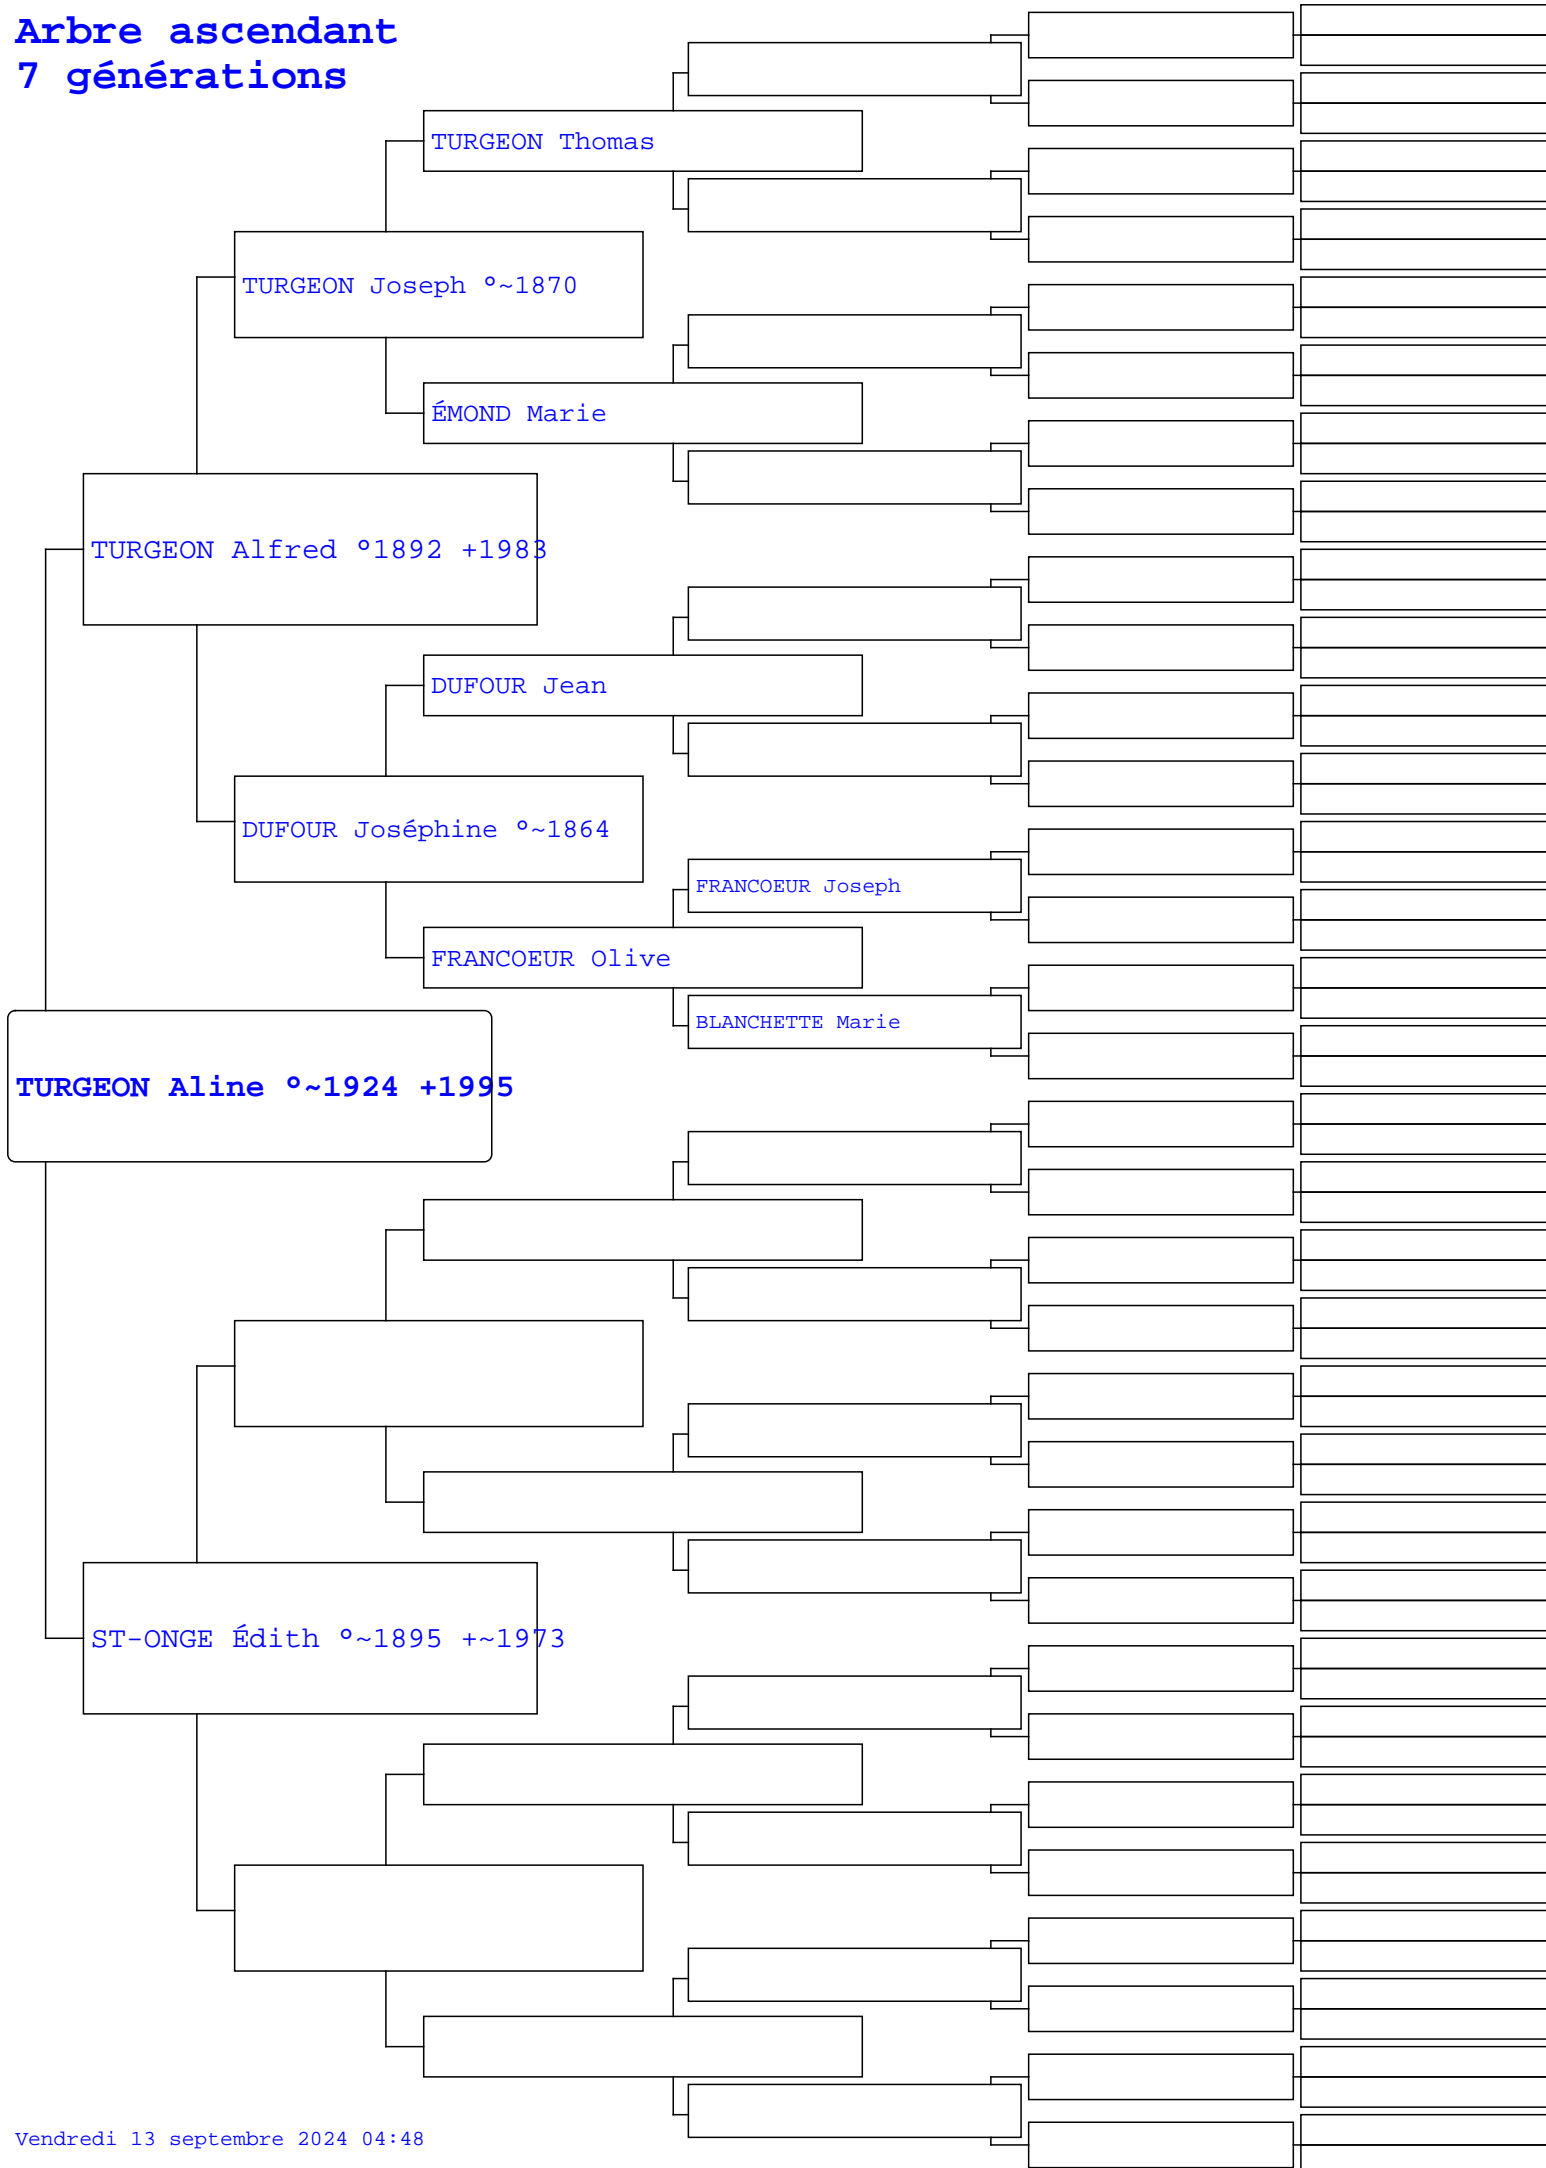 Arbre ascendant
7 générations
TURGEON Thomas
TURGEON Joseph °~1870
ÉMOND Marie
TURGEON Alfred °1892 +1983
DUFOUR Jean
DUFOUR Joséphine °~1864
FRANCOEUR Joseph
FRANCOEUR Olive
BLANCHETTE Marie
TURGEON Aline °~1924 +1995
ST-ONGE Édith °~1895 +~1973
Vendredi 13 septembre 2024 04:48